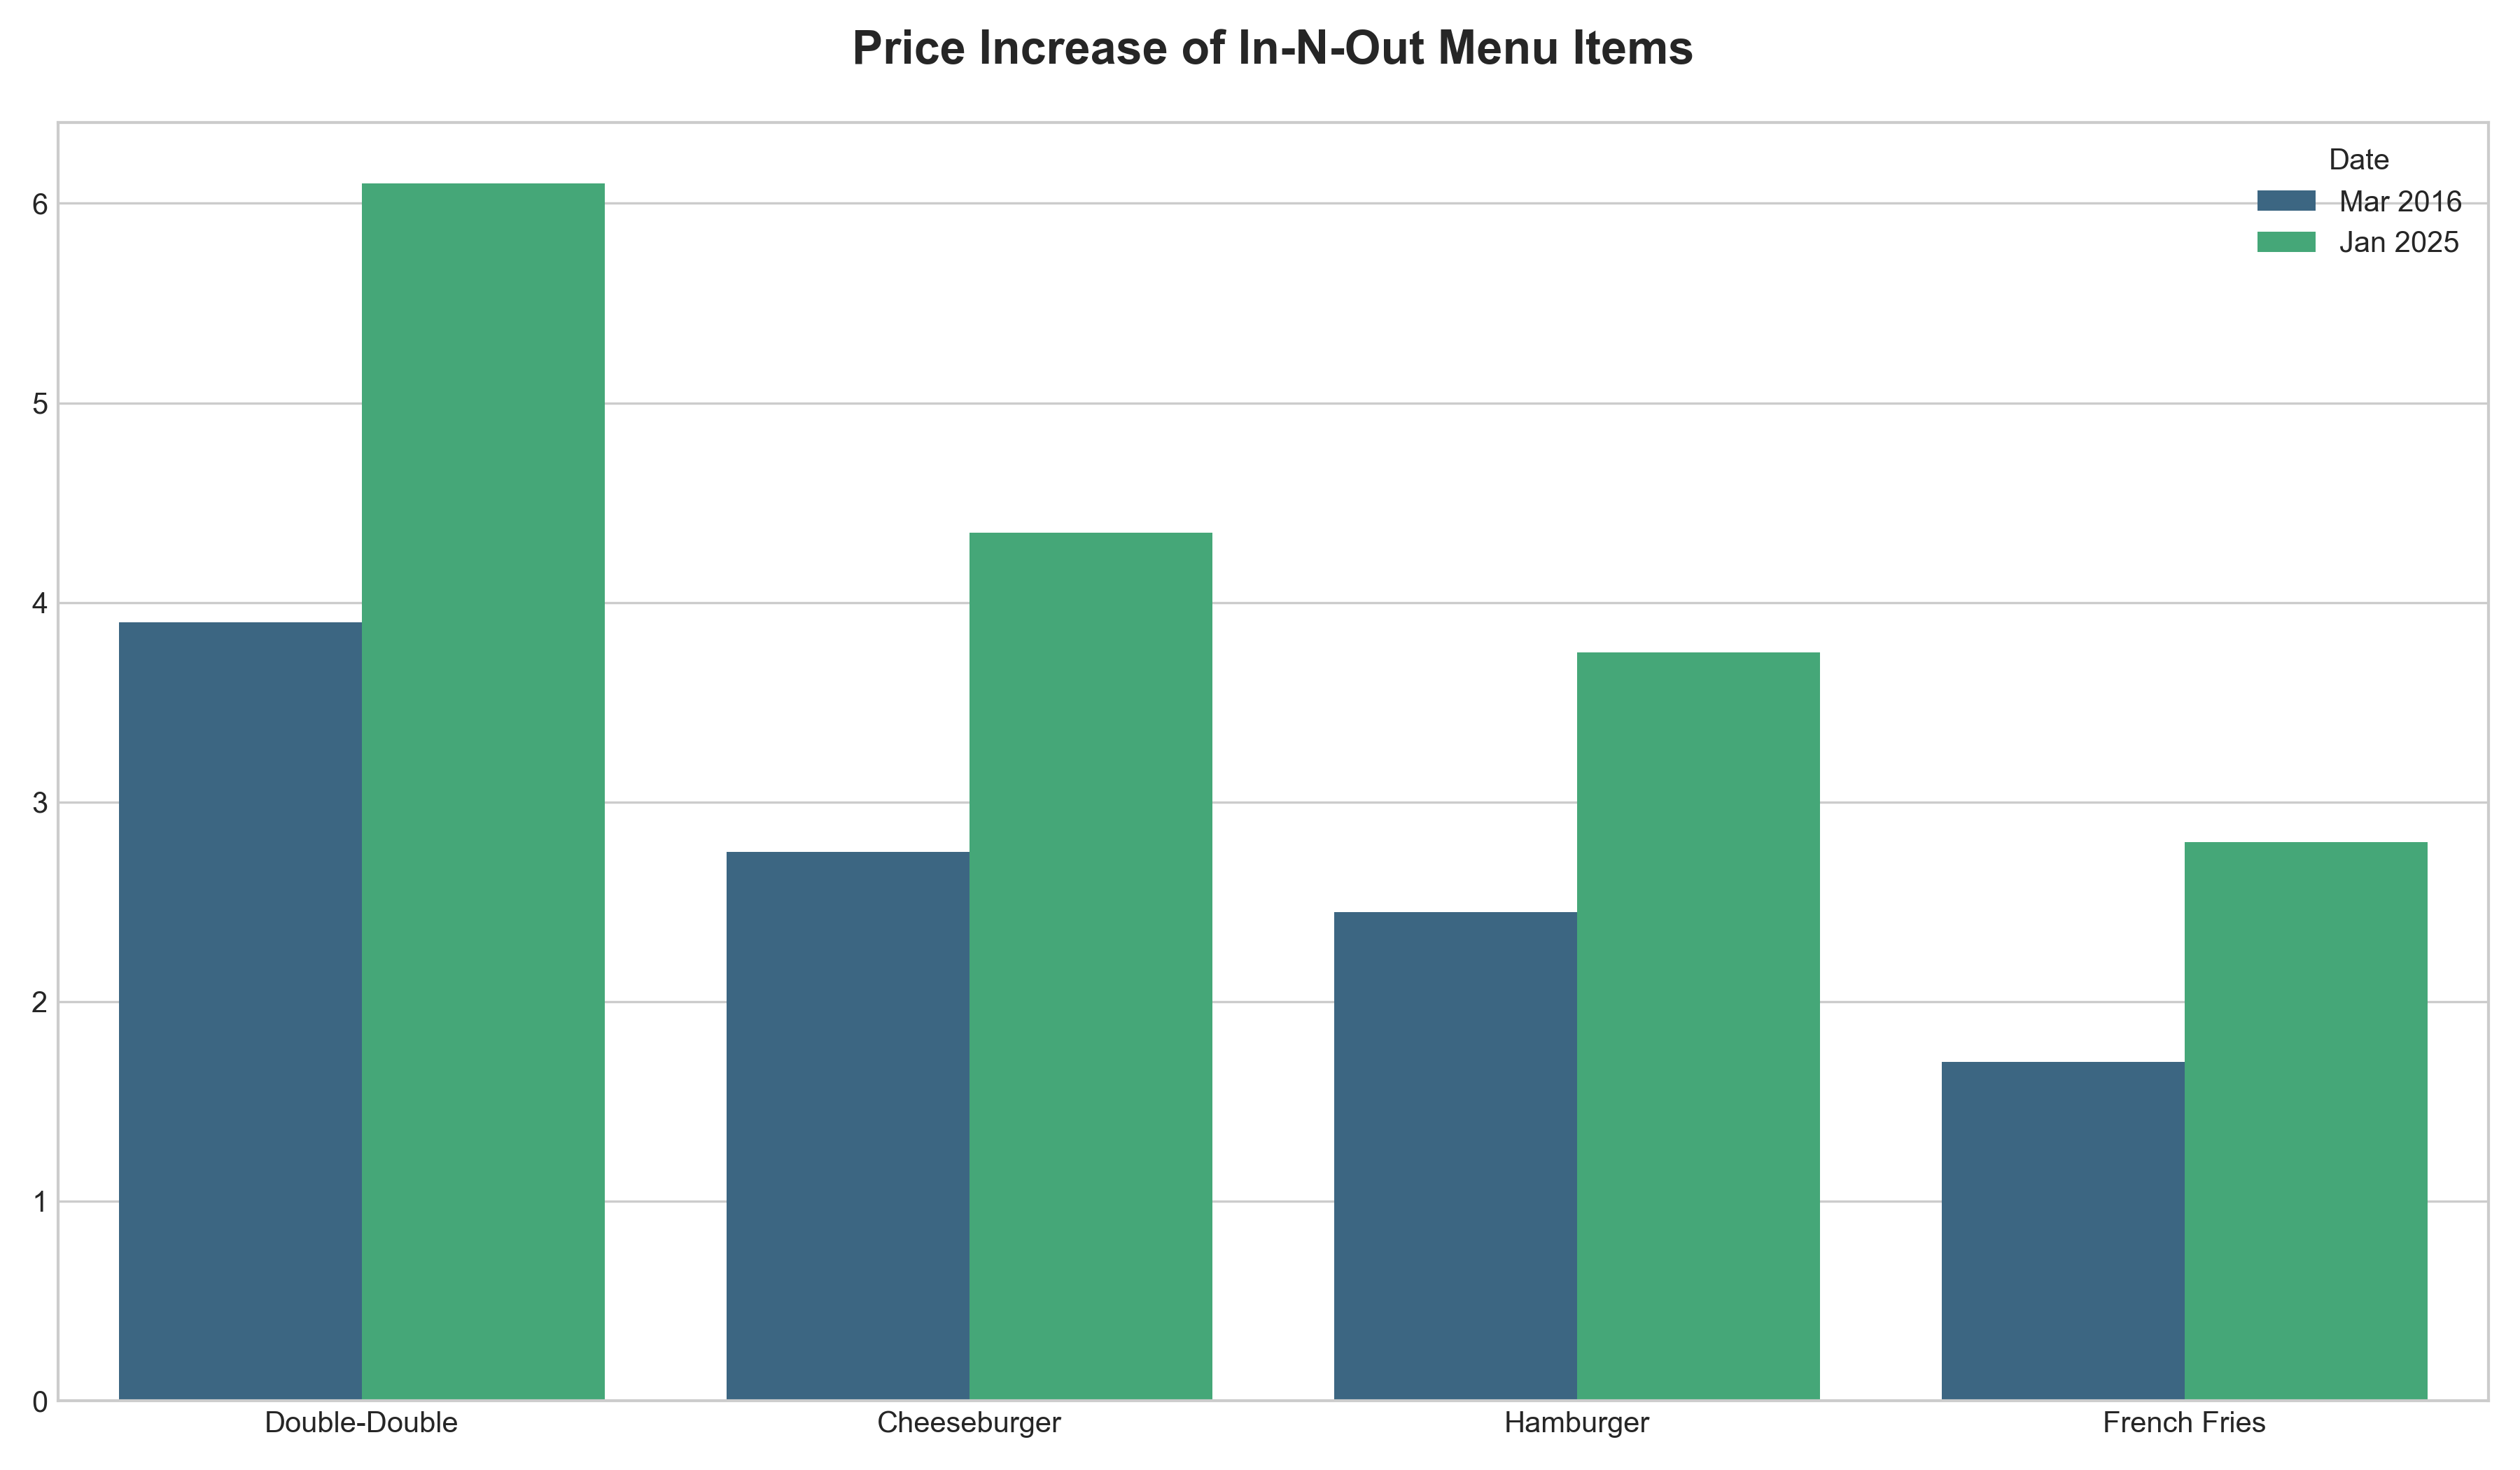 Price Increase of In-N-Out Menu Items
Date
Mar 2016
Jan 2025
6
5
4
3
2
1
0
Double-Double
Cheeseburger
Hamburger
French Fries